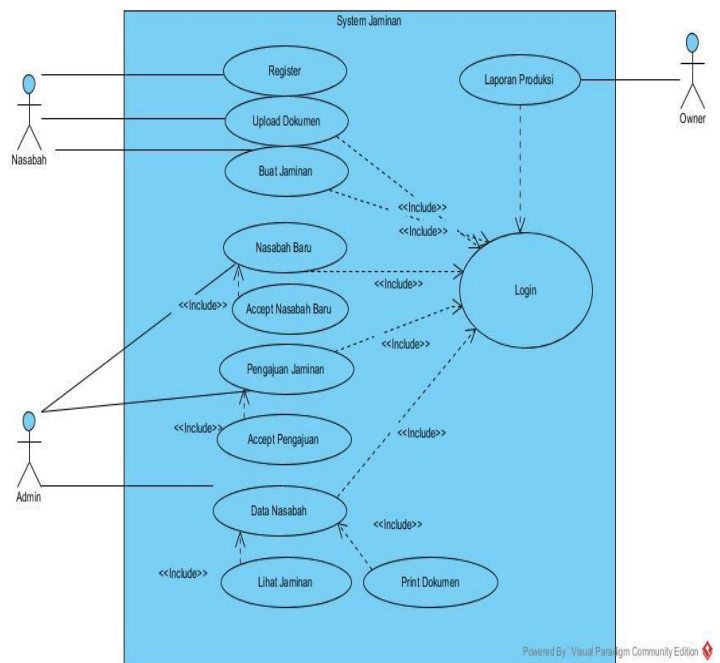 System Jaminan
Register
Laporan Produksi
Owner
Upload Dokumen
Nasabah
Buat Jaminan
<<Include>>
<<Include>>
Nasabah Baru
<<Include>>
Login
<<Include>>
Accept Nasabah Baru
<<Include>>
Pengajuan Jaminan
<<Include>>
Accept Pengajuan
<<Include>>
Admin
Data Nasabah
<<Include>>
<<Include>>
Lihat Jaminan
Print Dokumen
Powered By Visual Paradigm Community Edition